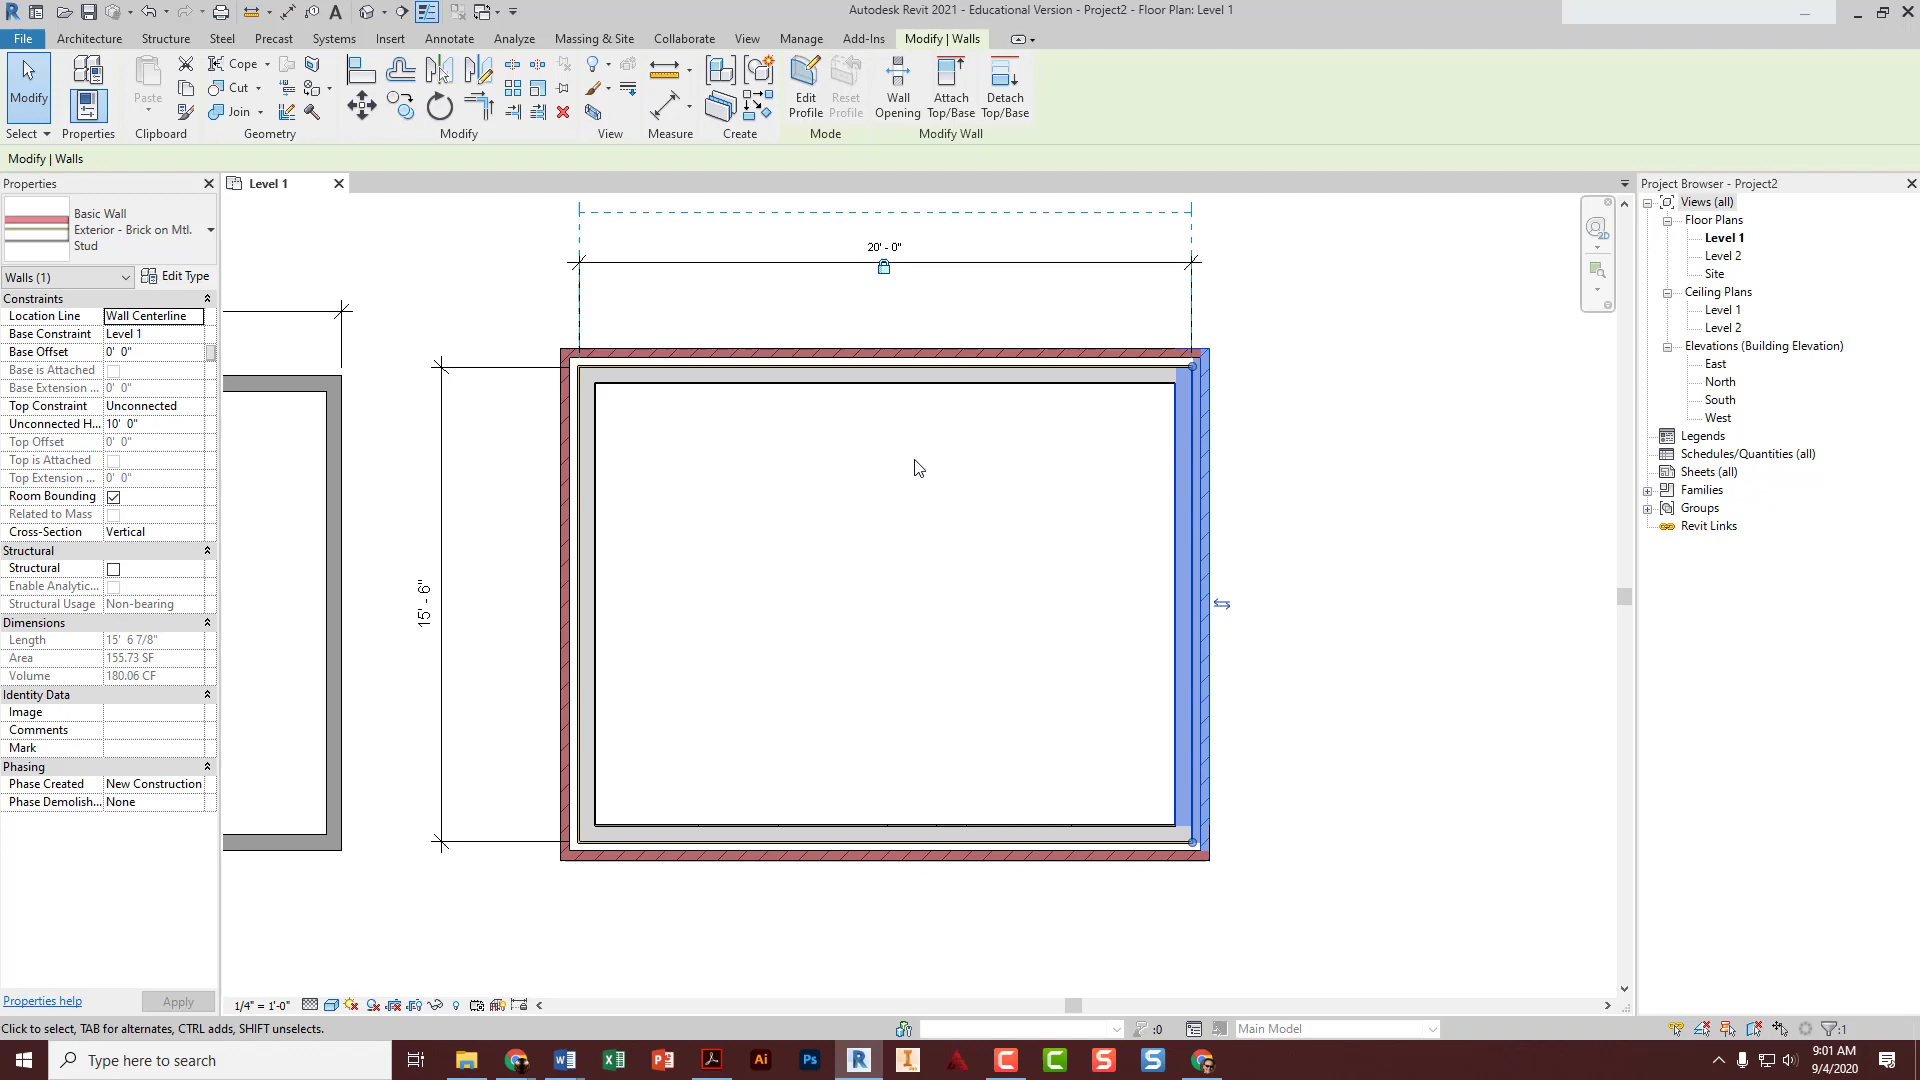 Autodesk Revit 2021 - Educational Version - Project2 - Floor Plan: Level 1
File Architecture Structure Steel Precast Systems Insert Annotate Analyze Massing & Site Collaborate View Manage Add-Ins Modify | Walls
Modify
Paste
Cope
Cut
Join
Edit Profile
Reset Profile
Wall Opening
Attach Top/Base
Detach Top/Base
Select Properties Clipboard Geometry Modify View Measure Create Mode Modify Wall
Modify | Walls
Properties
Basic Wall
Exterior - Brick on Mtl.
Stud
Walls (1) Edit Type
Constraints
Location Line Wall Centerline
Base Constraint Level 1
Base Offset 0' 0"
Base is Attached
Base Extension ... 0' 0"
Top Constraint Unconnected
Unconnected H... 10' 0"
Top Offset 0' 0"
Top is Attached
Top Extension ... 0' 0"
Room Bounding
Related to Mass
Cross-Section Vertical
Structural
Structural
Enable Analytic...
Structural Usage Non-bearing
Dimensions
Length 15' 6 7/8"
Area 155.73 SF
Volume 180.06 CF
Identity Data
Image
Comments
Mark
Phasing
Phase Created New Construction
Phase Demolish... None
Properties help Apply
Level 1
20' - 0"
15' - 6"
2D
1/4" = 1'-0"
Project Browser - Project2
Views (all)
Floor Plans
Level 1
Level 2
Site
Ceiling Plans
Level 1
Level 2
Elevations (Building Elevation)
East
North
South
West
Legends
Schedules/Quantities (all)
Sheets (all)
Families
Groups
Revit Links
Click to select, TAB for alternates, CTRL adds, SHIFT unselects.
:0
Main Model
:1
Type here to search
9:01 AM
9/4/2020